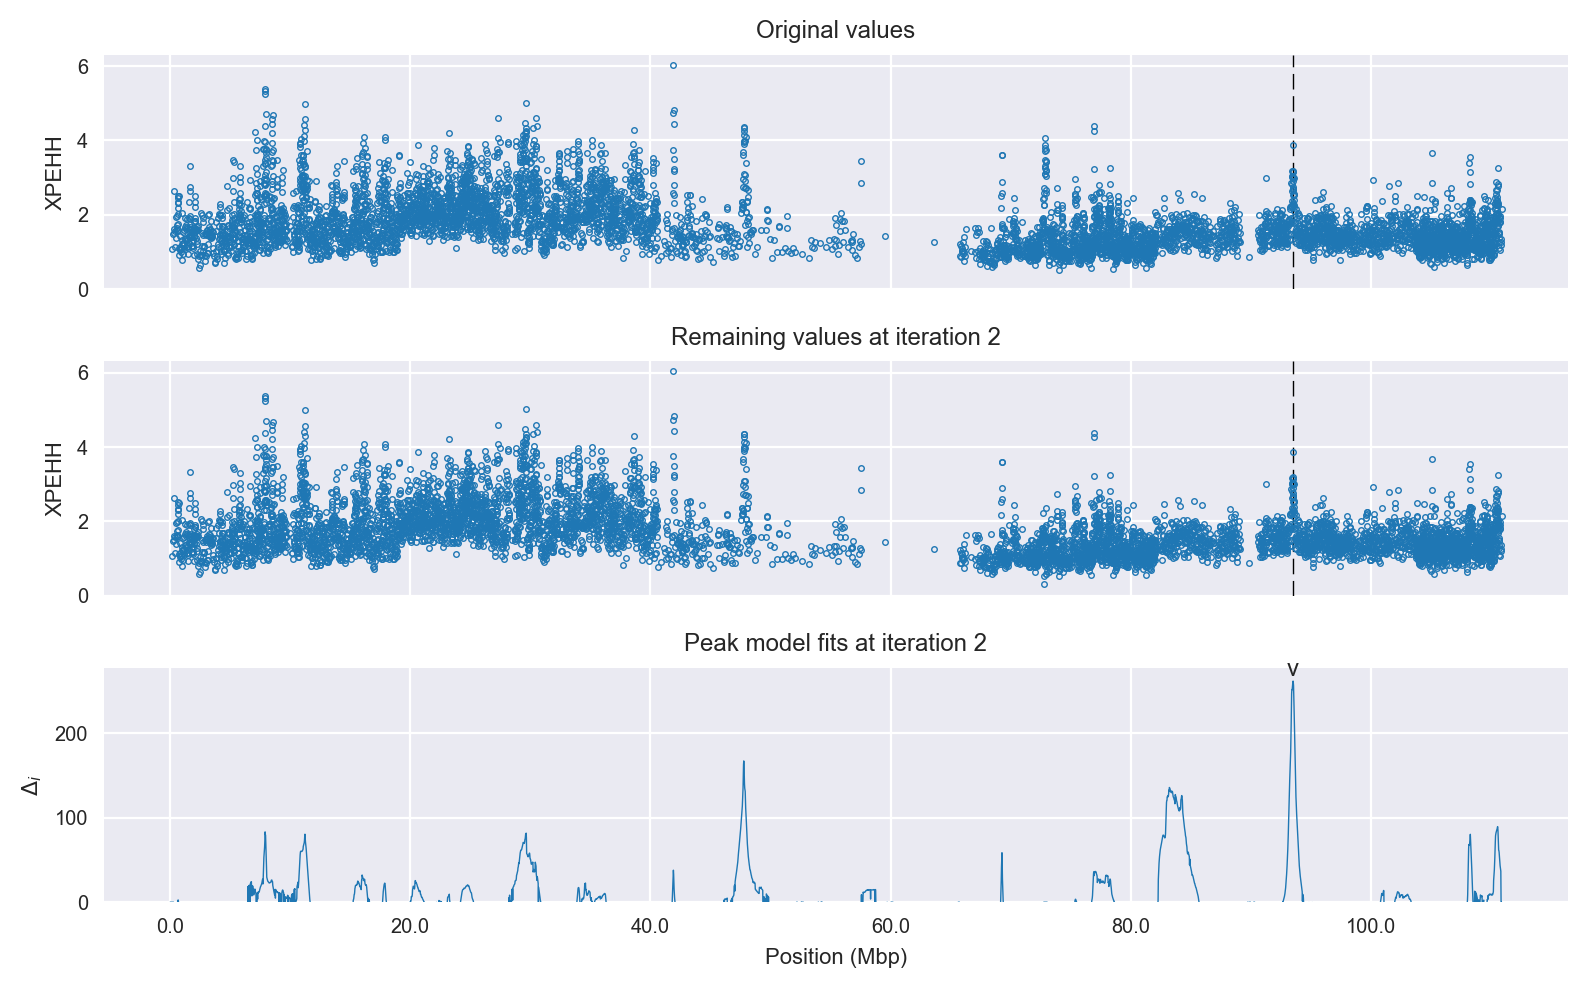 Original values
6
4
2
0
XPEHH
Remaining values at iteration 2
6
4
2
0
XPEHH
Peak model fits at iteration 2
v
200
100
0
Δi
0.0 20.0 40.0 60.0 80.0 100.0
Position (Mbp)